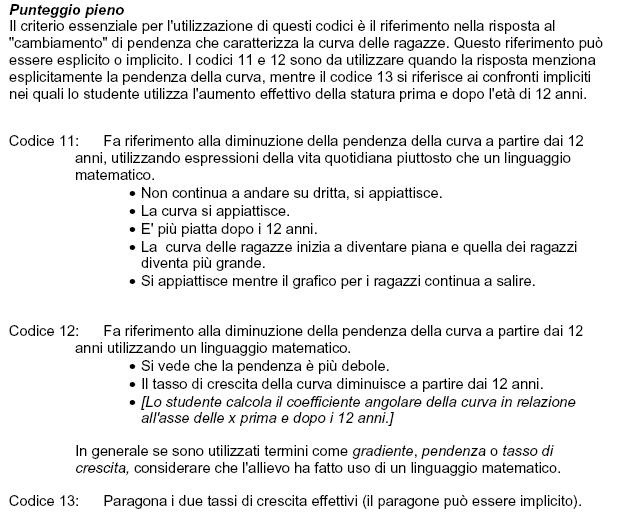 Punteggio pieno
Il criterio essenziale per l'utilizzazione di questi codici è il riferimento nella risposta al
"cambiamento" di pendenza che caratterizza la curva delle ragazze. Questo riferimento può
essere esplicito o implicito. I codici 11 e 12 sono da utilizzare quando la risposta menziona
esplicitamente la pendenza della curva, mentre il codice 13 si riferisce ai confronti impliciti
nei quali lo studente utilizza l'aumento effettivo della statura prima e dopo l'età di 12 anni.
Codice 11: Fa riferimento alla diminuzione della pendenza della curva a partire dai 12
anni, utilizzando espressioni della vita quotidiana piuttosto che un linguaggio
matematico.
• Non continua a andare su dritta, si appiattisce.
• La curva si appiattisce.
• E' più piatta dopo i 12 anni.
• La curva delle ragazze inizia a diventare piana e quella dei ragazzi
diventa più grande.
• Si appiattisce mentre il grafico per i ragazzi continua a salire.
Codice 12: Fa riferimento alla diminuzione della pendenza della curva a partire dai 12
anni utilizzando un linguaggio matematico.
• Si vede che la pendenza è più debole.
• Il tasso di crescita della curva diminuisce a partire dai 12 anni.
• [Lo studente calcola il coefficiente angolare della curva in relazione
all'asse delle x prima e dopo i 12 anni.]
In generale se sono utilizzati termini come gradiente, pendenza o tasso di
crescita, considerare che l'allievo ha fatto uso di un linguaggio matematico.
Codice 13: Paragona i due tassi di crescita effettivi (il paragone può essere implicito).